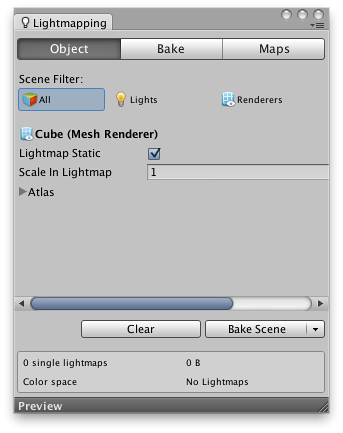 Lightmapping
Object Bake Maps
Scene Filter:
All Lights Renderers
Cube (Mesh Renderer)
Lightmap Static
Scale In Lightmap 1
Atlas
Clear Bake Scene
0 single lightmaps 0 B
Color space No Lightmaps
Preview